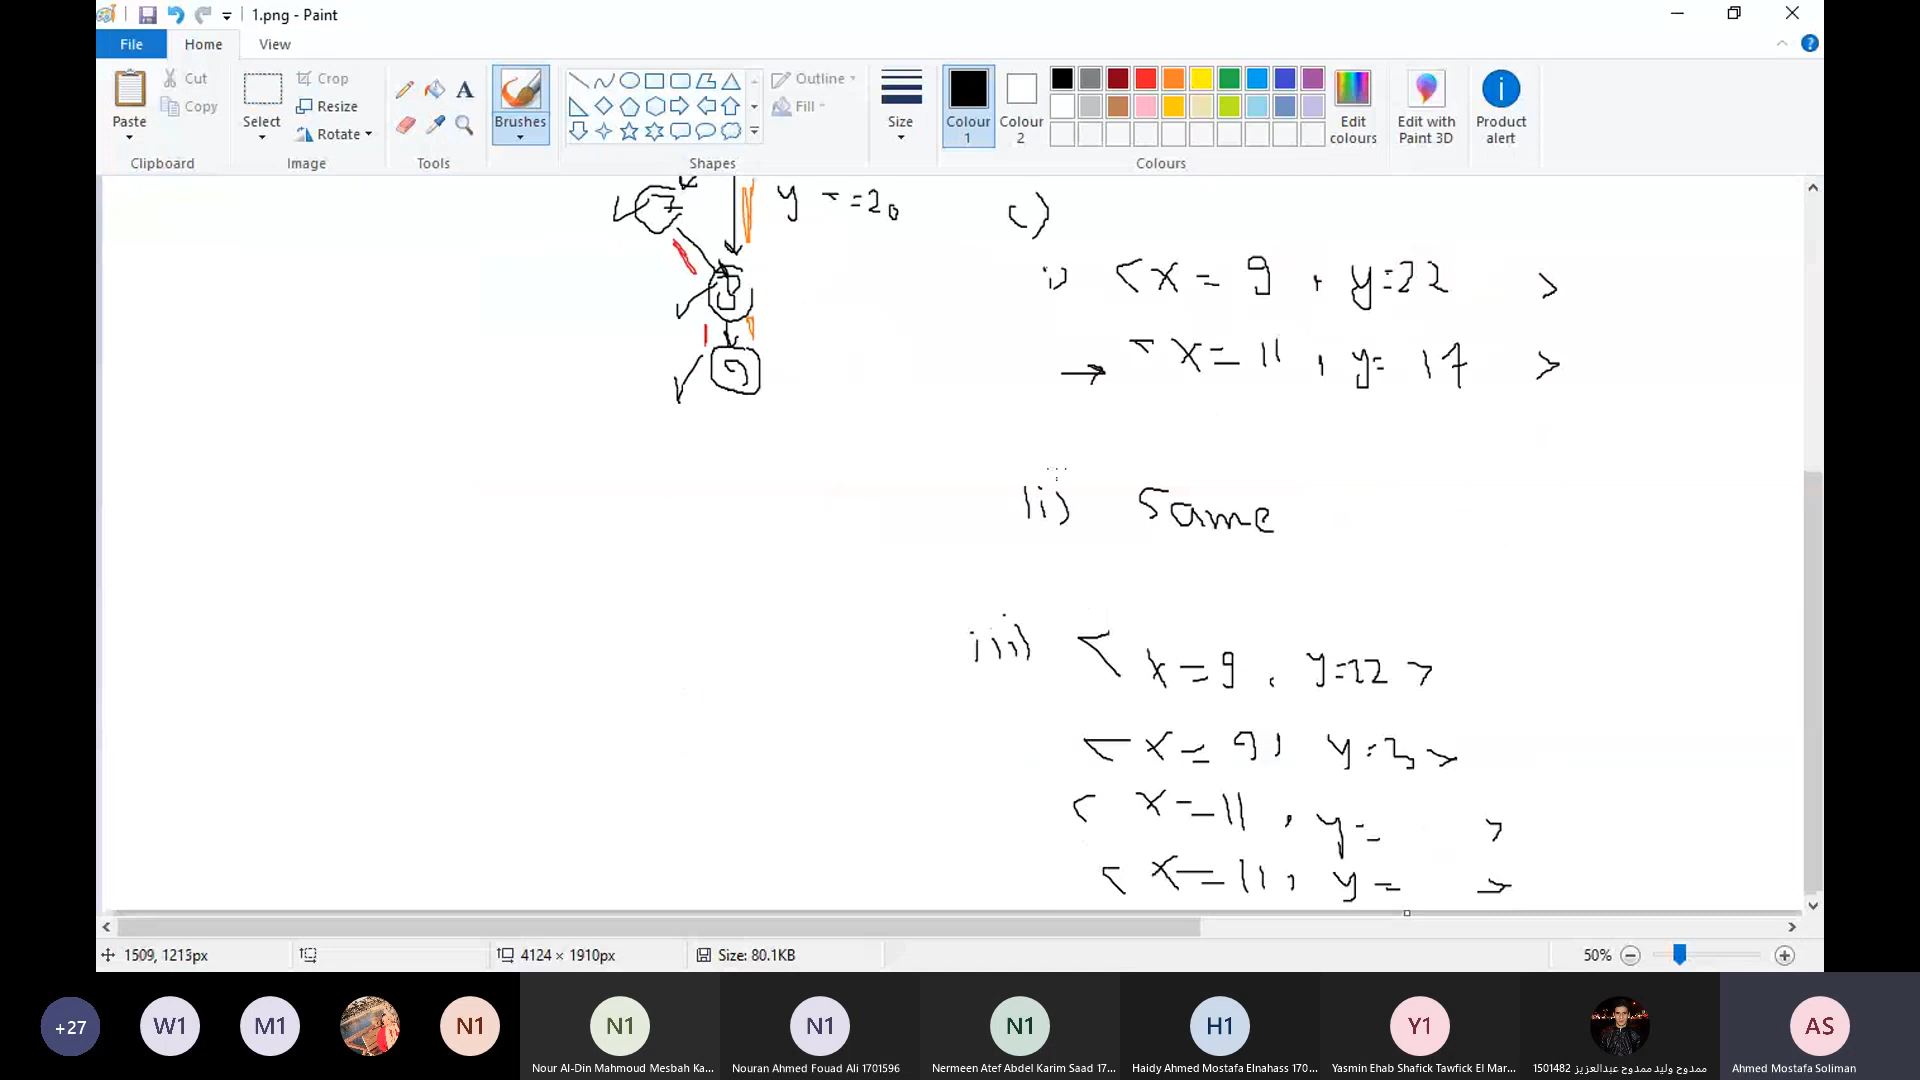 1.png - Paint
File Home View
Paste
Cut
Copy
Clipboard
Select
Crop
Resize
Rotate
Image
Tools
Brushes
Shapes
Outline
Fill
Size
Colour 1
Colour 2
Colours
Edit colours
Edit with Paint 3D
Product alert
7
8
9
c)
i) < x = 9 , y=22 >
< x = 11 , y= 17 >
ii) Same
iii) < x = 9 , y=22 >
< x = 9 ,
< x = 11 , y= >
< x = 11 , y= >
1509, 1213px
4124 × 1910px
Size: 80.1KB
50%
+27
W1
M1
N1
N1
N1
N1
H1
Y1
AS
Nour Al-Din Mahmoud Mesbah Ka...
Nouran Ahmed Fouad Ali 1701596
Nermeen Atef Abdel Karim Saad 17...
Haidy Ahmed Mostafa Elnahass 170...
Yasmin Ehab Shafick Tawfick El Mar...
ممدوح وليد ممدوح عبدالعزيز 1501482
Ahmed Mostafa Soliman